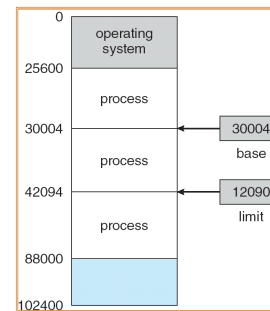 0
operating
system
25600
process
30004
30004
base
process
42094
12090
limit
process
88000
102400